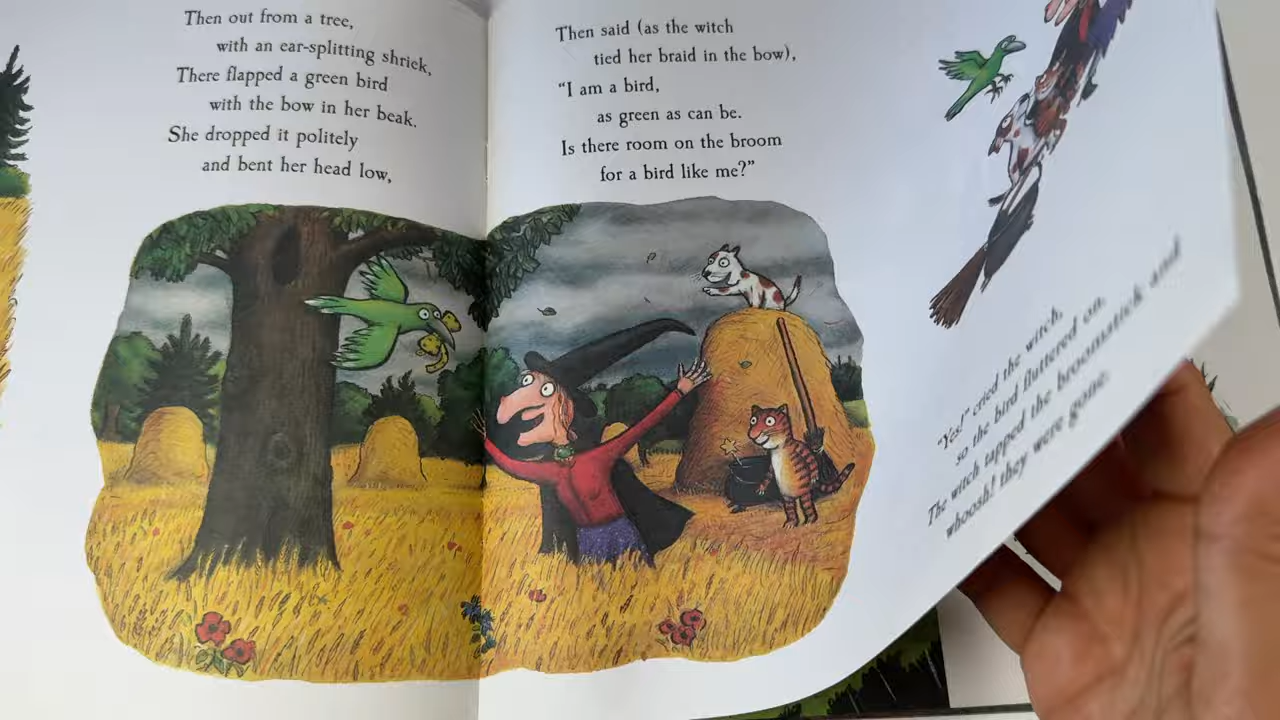 Then out from a tree,
with an ear-splitting shriek,
There flapped a green bird
with the bow in her beak.
She dropped it politely
and bent her head low,
Then said (as the witch
tied her braid in the bow),
"I am a bird,
as green as can be.
Is there room on the broom
for a bird like me?"
"Yes!" cried the witch,
so the bird fluttered on.
The witch tapped the broomstick and
whoosh! they were gone.